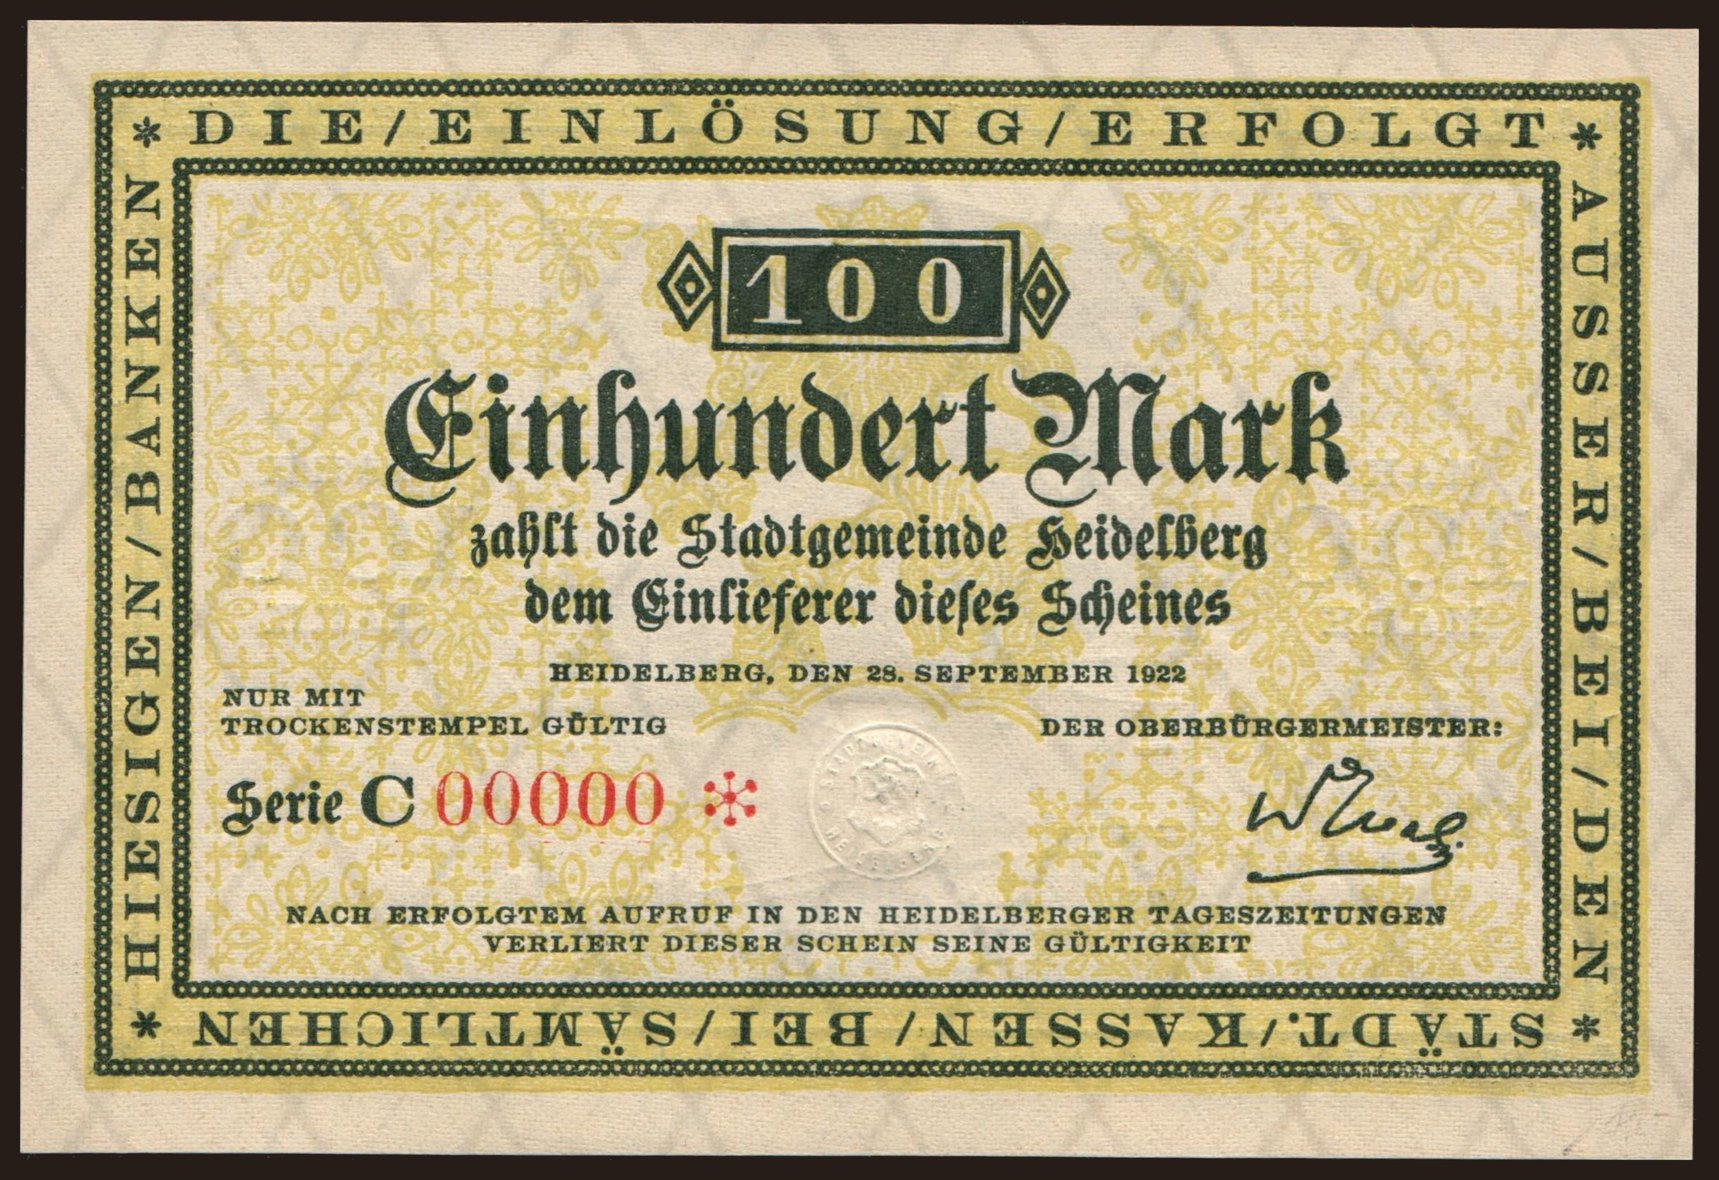 * DIE/EINLÖSUNG/ERFOLGT *
AUSSER/BEI/DEN
* STÄDT./KASSEN/BEI/SÄMTLICHEN *
HIESIGEN/BANKEN
100
Einhundert Mark
zahlt die Stadtgemeinde Heidelberg
dem Einlieferer dieses Scheines
HEIDELBERG, DEN 28. SEPTEMBER 1922
NUR MIT
TROCKENSTEMPEL GÜLTIG
DER OBERBÜRGERMEISTER:
Serie C 00000 *
NACH ERFOLGTEM AUFRUF IN DEN HEIDELBERGER TAGESZEITUNGEN
VERLIERT DIESER SCHEIN SEINE GÜLTIGKEIT